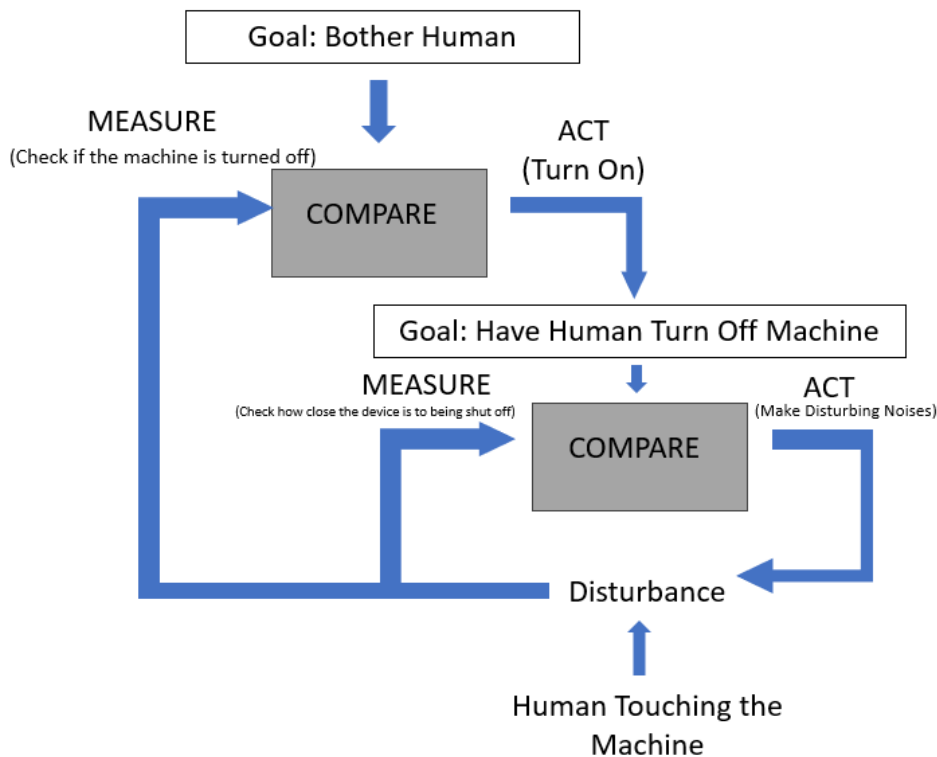 Goal: Bother Human
MEASURE
(Check if the machine is turned off)
ACT
(Turn On)
COMPARE
Goal: Have Human Turn Off Machine
MEASURE
(Check how close the device is to being shut off)
ACT
(Make Disturbing Noises)
COMPARE
Disturbance
Human Touching the
Machine